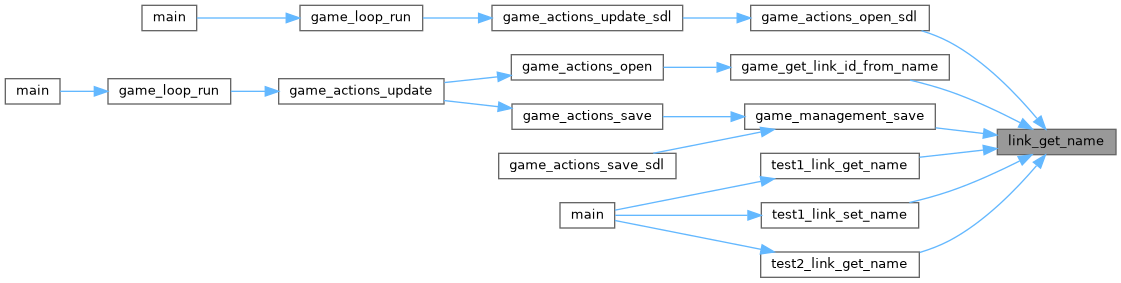 main
game_loop_run
game_actions_update_sdl
game_actions_open_sdl
main
game_loop_run
game_actions_update
game_actions_open
game_get_link_id_from_name
game_actions_save
game_management_save
link_get_name
game_actions_save_sdl
test1_link_get_name
main
test1_link_set_name
test2_link_get_name